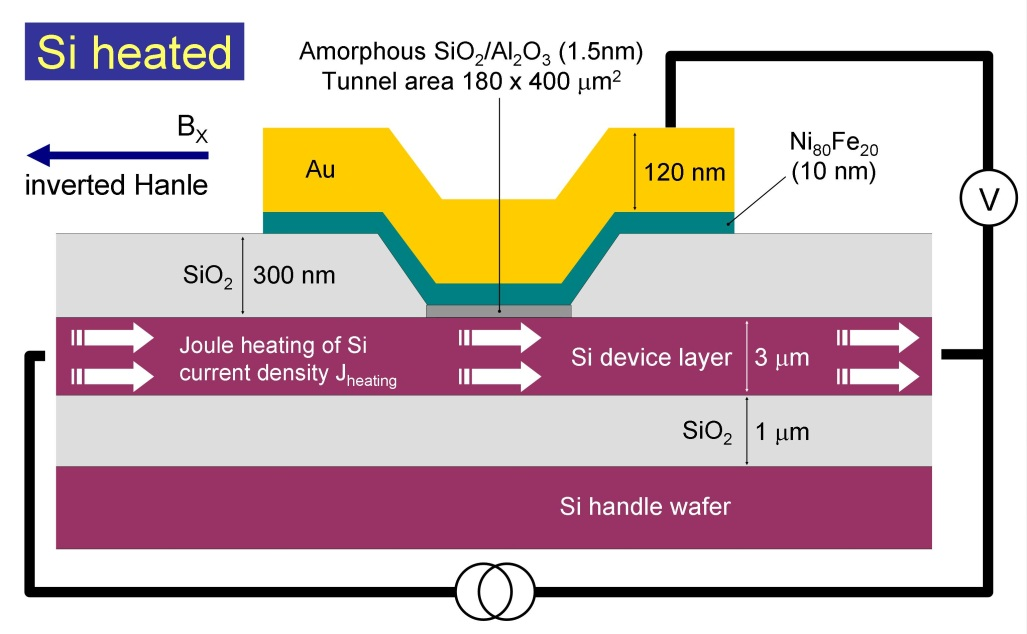 Si heated
Amorphous SiO₂/Al₂O₃ (1.5nm)
Tunnel area 180 x 400 μm²
Bₓ
inverted Hanle
Au
120 nm
Ni₈₀Fe₂₀
(10 nm)
V
SiO₂ 300 nm
Joule heating of Si
current density Jheating
Si device layer 3 μm
SiO₂ 1 μm
Si handle wafer